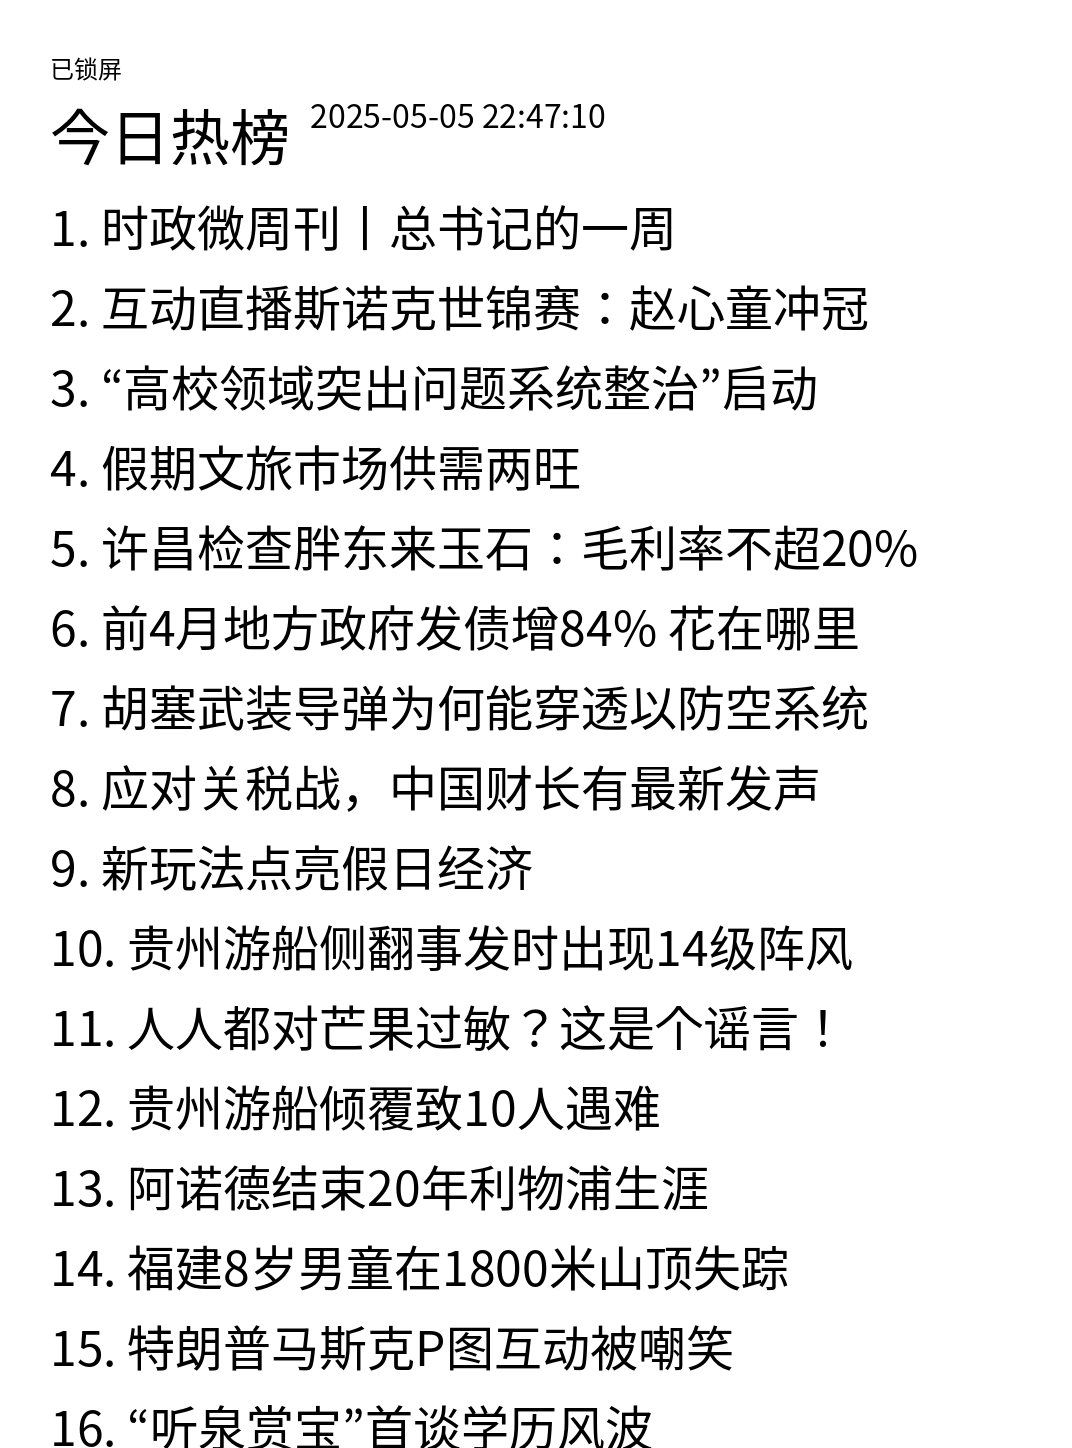 已锁屏
今日热榜 2025-05-05 22:47:10
1. 时政微周刊丨总书记的一周
2. 互动直播斯诺克世锦赛：赵心童冲冠
3. “高校领域突出问题系统整治”启动
4. 假期文旅市场供需两旺
5. 许昌检查胖东来玉石：毛利率不超20%
6. 前4月地方政府发债增84% 花在哪里
7. 胡塞武装导弹为何能穿透以防空系统
8. 应对关税战，中国财长有最新发声
9. 新玩法点亮假日经济
10. 贵州游船侧翻事发时出现14级阵风
11. 人人都对芒果过敏？这是个谣言！
12. 贵州游船倾覆致10人遇难
13. 阿诺德结束20年利物浦生涯
14. 福建8岁男童在1800米山顶失踪
15. 特朗普马斯克P图互动被嘲笑
16. “听泉赏宝”首谈学历风波